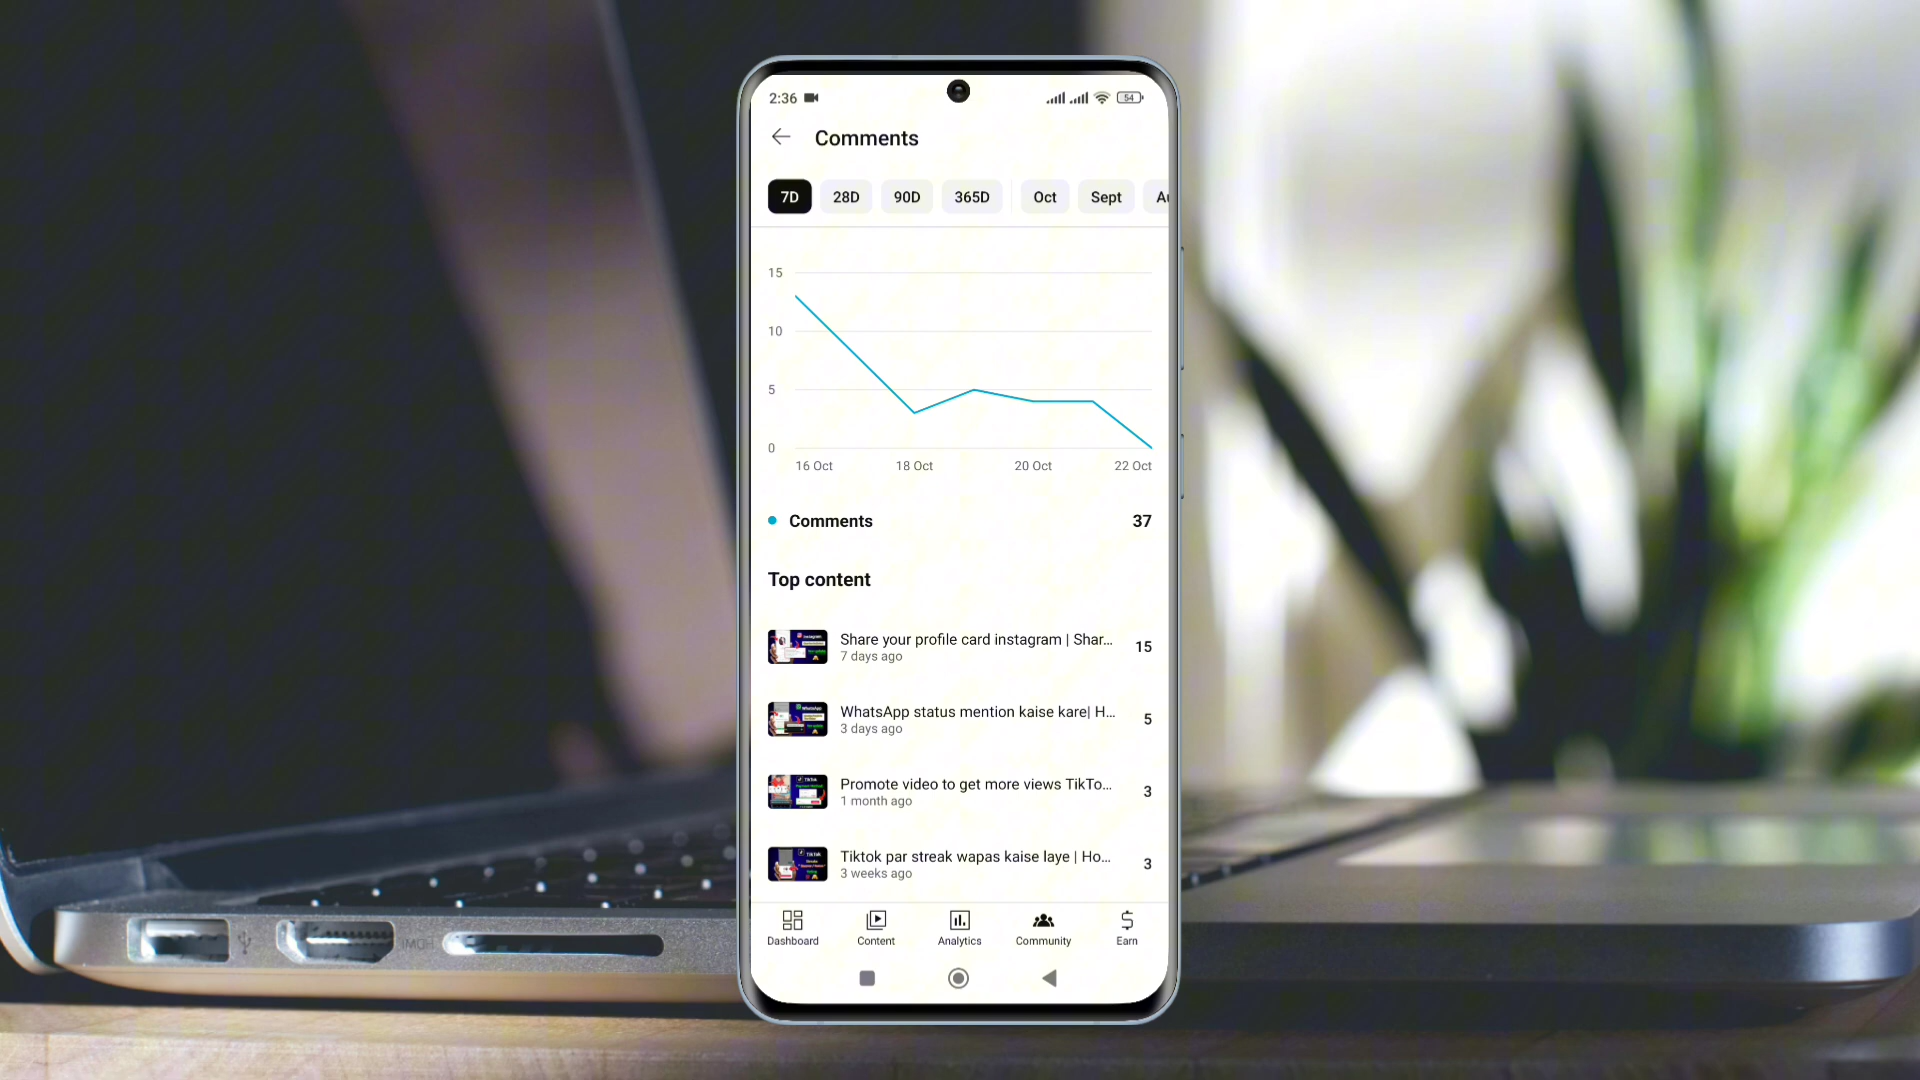 2:36
54
Comments
7D 28D 90D 365D Oct Sept
15
10
5
0
16 Oct 18 Oct 20 Oct 22 Oct
Comments 37
Top content
Share your profile card instagram | Shar...
7 days ago
15
WhatsApp status mention kaise kare| H...
3 days ago
5
Promote video to get more views TikTo...
1 month ago
3
Tiktok par streak wapas kaise laye | Ho...
3 weeks ago
3
Dashboard Content Analytics Community Earn
HDMI